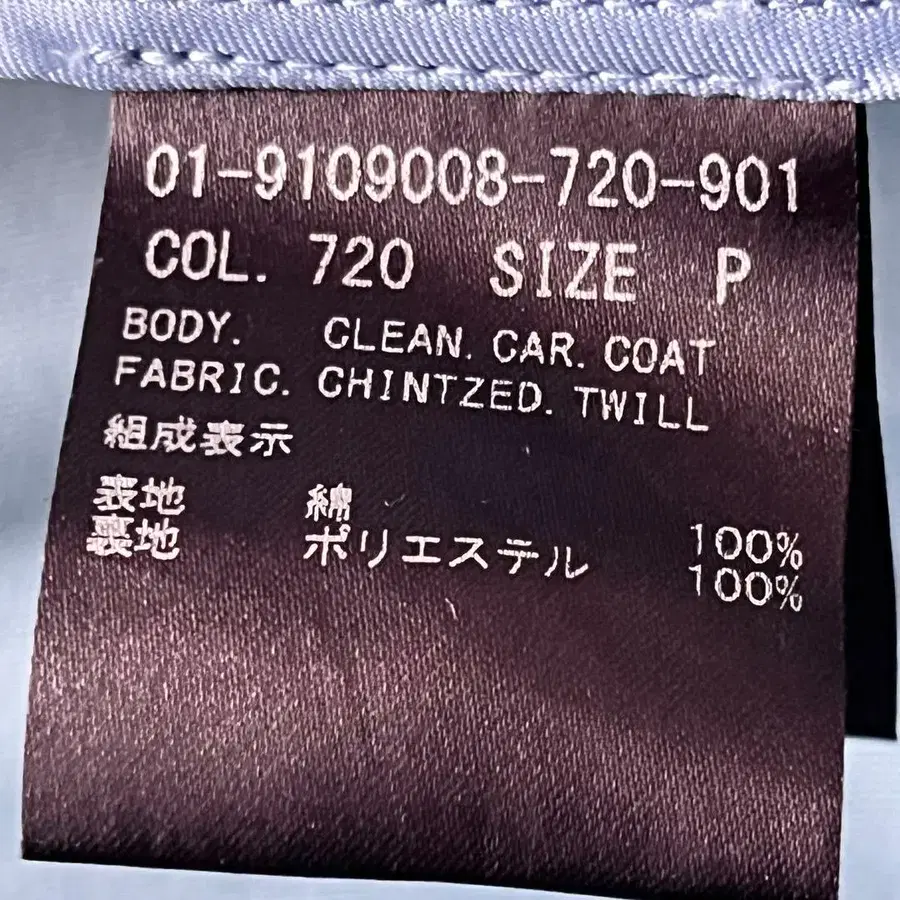 01-9109008-720-901
COL. 720 SIZE P
BODY. CLEAN. CAR. COAT
FABRIC. CHINTZED. TWILL
組成表示
表地 綿 100%
裏地 ポリエステル 100%